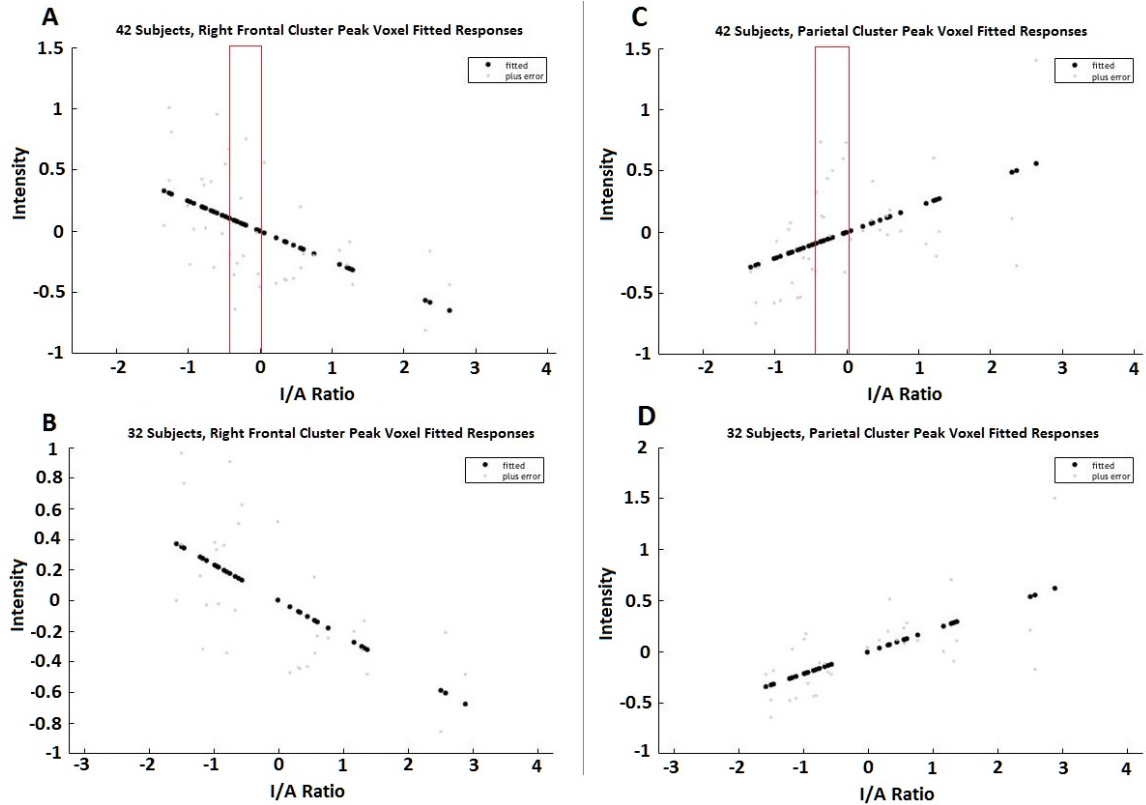 A
42 Subjects, Right Frontal Cluster Peak Voxel Fitted Responses
fitted
plus error
1.5
1
0.5
0
-0.5
-1
Intensity
-2 -1 0 1 2 3 4
I/A Ratio
B
32 Subjects, Right Frontal Cluster Peak Voxel Fitted Responses
fitted
plus error
1
0.8
0.6
0.4
0.2
0
-0.2
-0.4
-0.6
-0.8
-1
Intensity
-3 -2 -1 0 1 2 3 4
I/A Ratio
C
42 Subjects, Parietal Cluster Peak Voxel Fitted Responses
fitted
plus error
1.5
1
0.5
0
-0.5
-1
Intensity
-2 -1 0 1 2 3 4
I/A Ratio
D
32 Subjects, Parietal Cluster Peak Voxel Fitted Responses
fitted
plus error
2
1.5
1
0.5
0
-0.5
-1
Intensity
-3 -2 -1 0 1 2 3 4
I/A Ratio